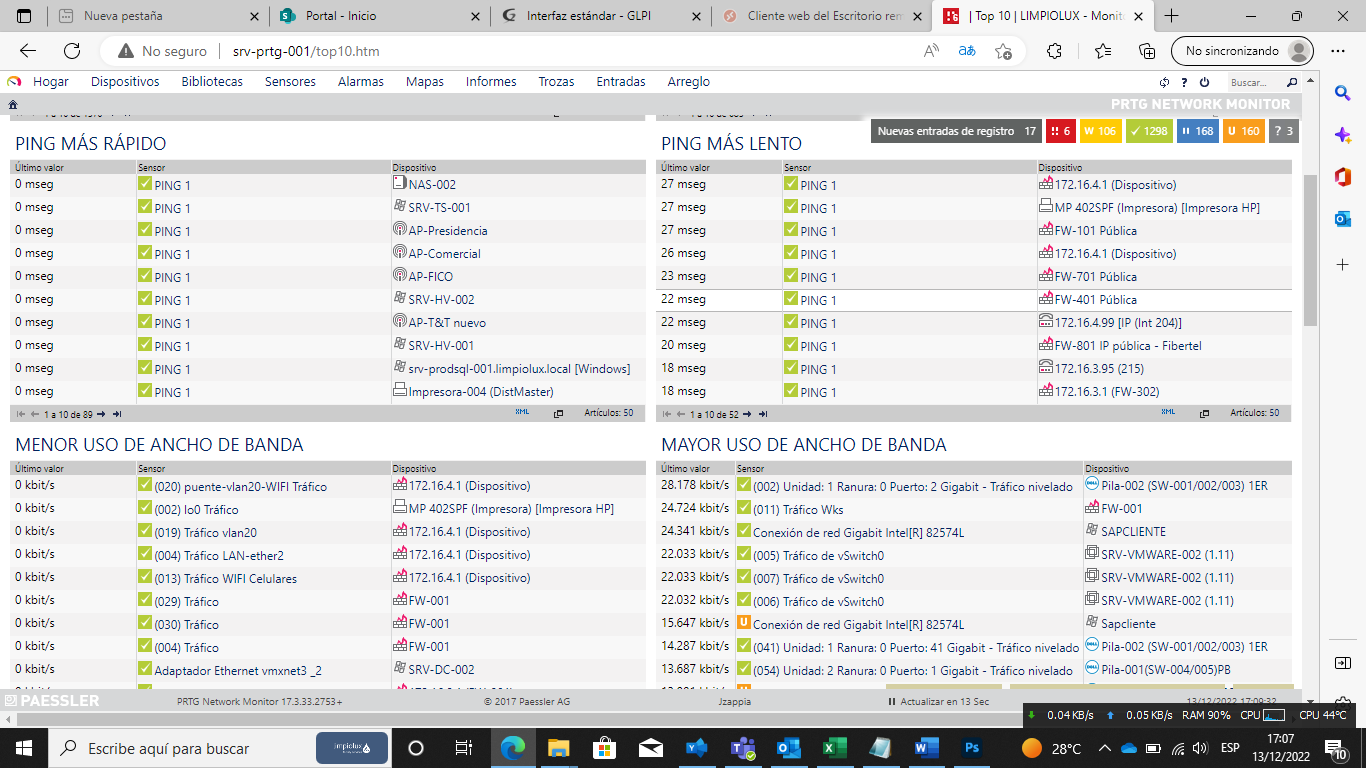 Nueva pestaña
Portal - Inicio
Interfaz estándar - GLPI
Cliente web del Escritorio rem
| Top 10 | LIMPIOLUX - Monito
No seguro
srv-prtg-001/top10.htm
No sincronizando
Hogar Dispositivos Bibliotecas Sensores Alarmas Mapas Informes Trozas Entradas Arreglo
Buscar...
PRTG NETWORK MONITOR
Nuevas entradas de registro 17 !! 6 W 106 1298 168 U 160 ? 3
PING MÁS RÁPIDO
Último valor Sensor Dispositivo
0 mseg PING 1 NAS-002
0 mseg PING 1 SRV-TS-001
0 mseg PING 1 AP-Presidencia
0 mseg PING 1 AP-Comercial
0 mseg PING 1 AP-FICO
0 mseg PING 1 SRV-HV-002
0 mseg PING 1 AP-T&T nuevo
0 mseg PING 1 SRV-HV-001
0 mseg PING 1 srv-prodsql-001.limpiolux.local [Windows]
0 mseg PING 1 Impresora-004 (DistMaster)
1 a 10 de 89 XML Artículos: 50
PING MÁS LENTO
Último valor Sensor Dispositivo
27 mseg PING 1 172.16.4.1 (Dispositivo)
27 mseg PING 1 MP 402SPF (Impresora) [Impresora HP]
27 mseg PING 1 FW-101 Pública
26 mseg PING 1 172.16.4.1 (Dispositivo)
23 mseg PING 1 FW-701 Pública
22 mseg PING 1 FW-401 Pública
22 mseg PING 1 172.16.4.99 [IP (Int 204)]
20 mseg PING 1 FW-801 IP pública - Fibertel
18 mseg PING 1 172.16.3.95 (215)
18 mseg PING 1 172.16.3.1 (FW-302)
1 a 10 de 52 XML Artículos: 50
MENOR USO DE ANCHO DE BANDA
Último valor Sensor Dispositivo
0 kbit/s (020) puente-vlan20-WIFI Tráfico 172.16.4.1 (Dispositivo)
0 kbit/s (002) lo0 Tráfico MP 402SPF (Impresora) [Impresora HP]
0 kbit/s (019) Tráfico vlan20 172.16.4.1 (Dispositivo)
0 kbit/s (004) Tráfico LAN-ether2 172.16.4.1 (Dispositivo)
0 kbit/s (013) Tráfico WIFI Celulares 172.16.4.1 (Dispositivo)
0 kbit/s (029) Tráfico FW-001
0 kbit/s (030) Tráfico FW-001
0 kbit/s (004) Tráfico FW-001
0 kbit/s Adaptador Ethernet vmxnet3 _2 SRV-DC-002
MAYOR USO DE ANCHO DE BANDA
Último valor Sensor Dispositivo
28.178 kbit/s (002) Unidad: 1 Ranura: 0 Puerto: 2 Gigabit - Tráfico nivelado Pila-002 (SW-001/002/003) 1ER
24.724 kbit/s (011) Tráfico Wks FW-001
24.341 kbit/s Conexión de red Gigabit Intel[R] 82574L SAPCLIENTE
22.033 kbit/s (005) Tráfico de vSwitch0 SRV-VMWARE-002 (1.11)
22.033 kbit/s (007) Tráfico de vSwitch0 SRV-VMWARE-002 (1.11)
22.032 kbit/s (006) Tráfico de vSwitch0 SRV-VMWARE-002 (1.11)
15.647 kbit/s U Conexión de red Gigabit Intel[R] 82574L Sapcliente
14.287 kbit/s (041) Unidad: 1 Ranura: 0 Puerto: 41 Gigabit - Tráfico nivelado Pila-002 (SW-001/002/003) 1ER
13.687 kbit/s (054) Unidad: 2 Ranura: 0 Puerto: 1 Gigabit - Tráfico nivelado Pila-001(SW-004/005)PB
PAESSLER PRTG Network Monitor 17.3.33.2753+ © 2017 Paessler AG Jzappia Actualizar en 13 Sec 13/12/2022 17:09:32
0.04 KB/s 0.05 KB/s RAM 90% CPU CPU 44°C
Escribe aquí para buscar
limpiolux
28°C
ESP
17:07
13/12/2022
10